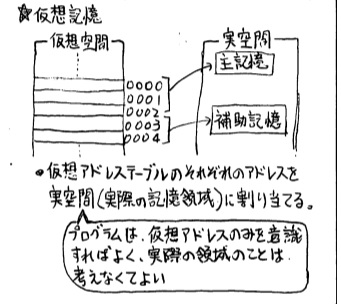 ☆仮想記憶
仮想空間
実空間
0000
0001
0002
0003
0004
主記憶
補助記憶
•仮想アドレステーブルのそれぞれのアドレスを
実空間(実際の記憶領域)に割り当てる。
プログラムは、仮想アドレスのみを意識
すればよく、実際の領域のことは
考えなくてよい